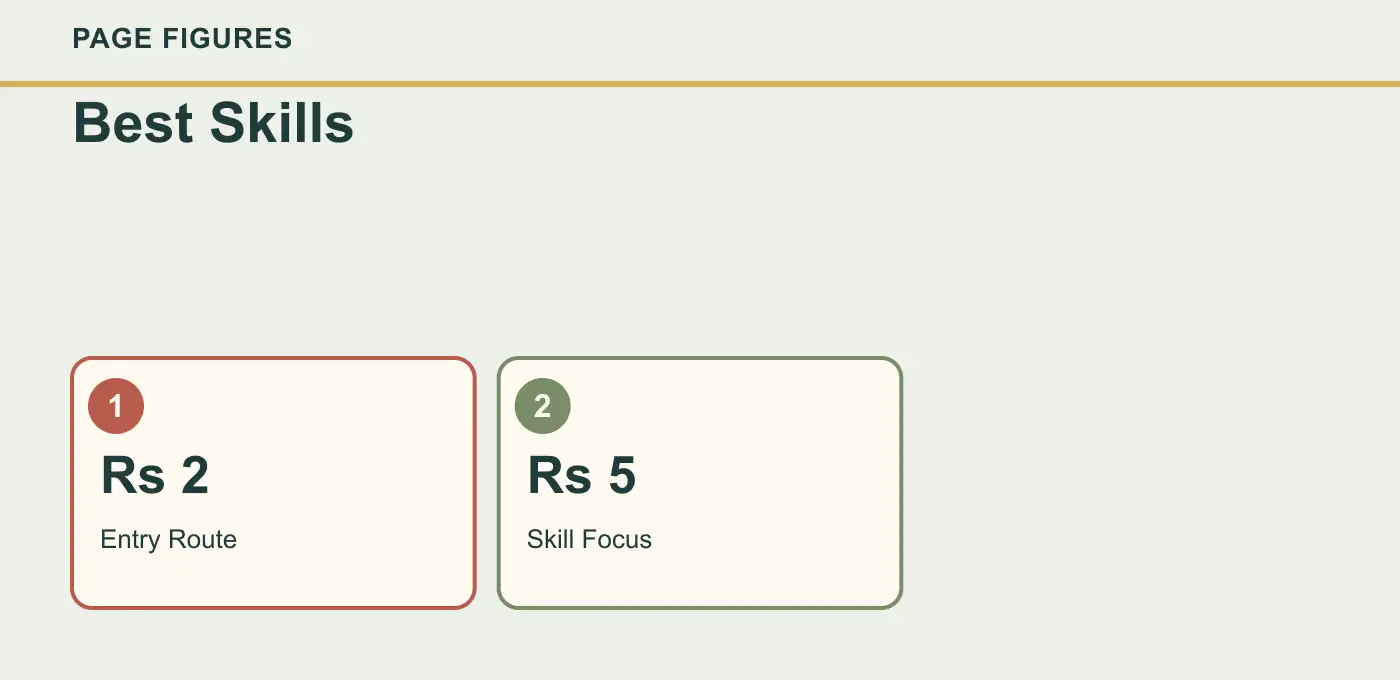 PAGE FIGURES
Best Skills
1
Rs 2
Entry Route
2
Rs 5
Skill Focus